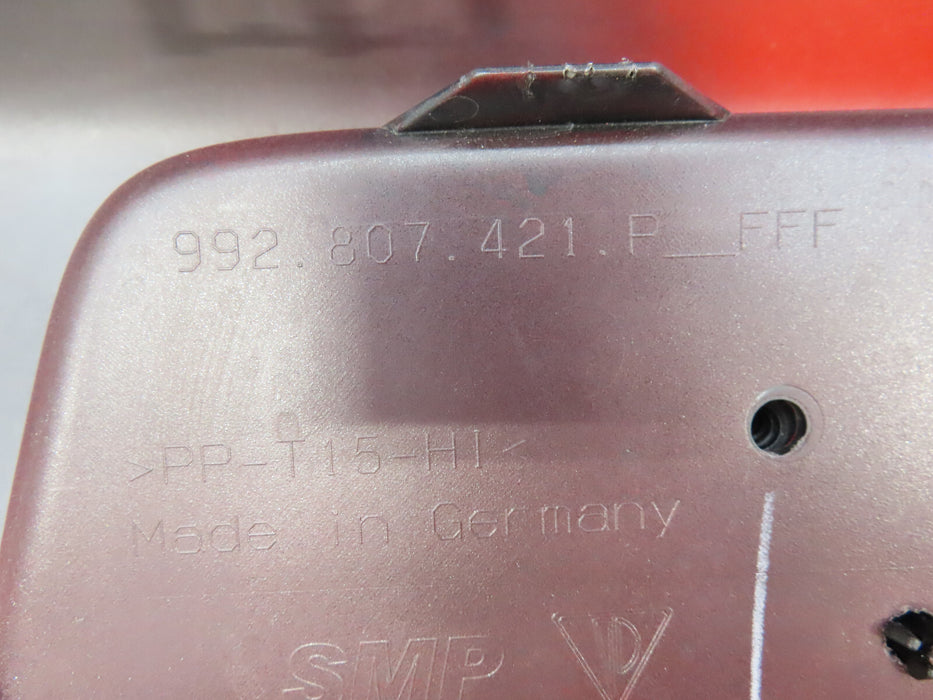 992.807.421.P__FFF
>PP-T15-HI<
Made in Germany
SMP